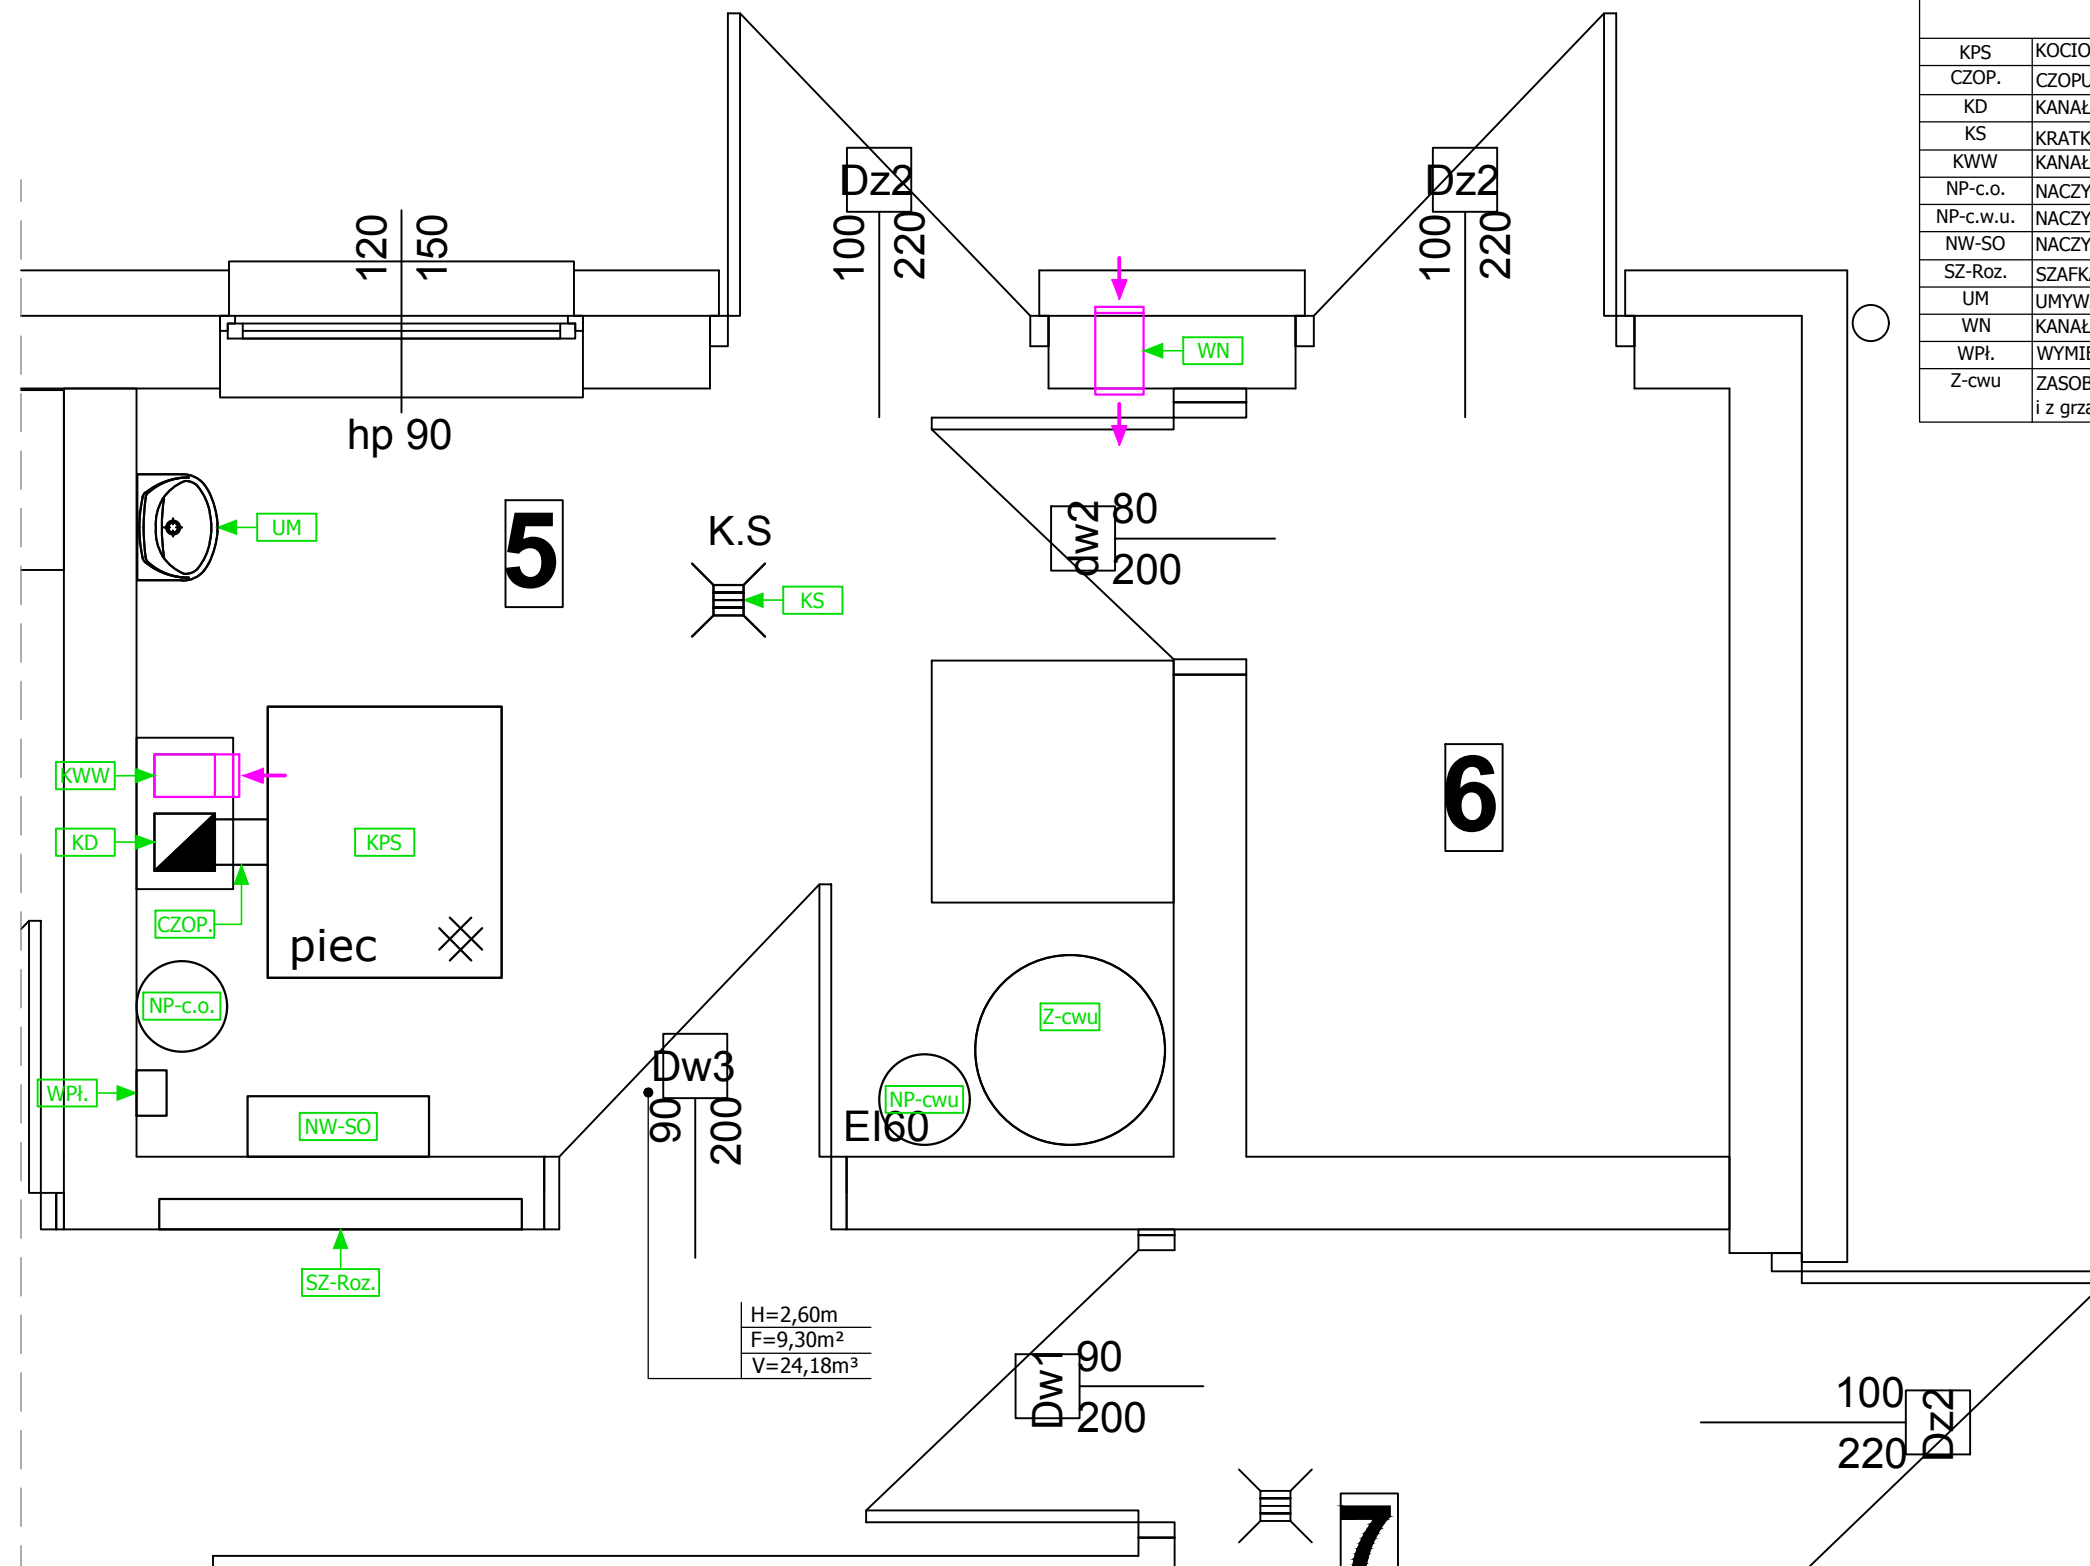 KPS KOCIO
CZOP. CZOPU
KD KANAŁ
KS KRATK
KWW KANAŁ
NP-c.o. NACZY
NP-c.w.u. NACZY
NW-SO NACZY
SZ-Roz. SZAFKA
UM UMYWA
WN KANAŁ
WPł. WYMIE
Z-cwu ZASOB
i z grza
Dz2
100
220
Dz2
100
220
120
150
hp 90
WN
UM
5
K.S
KS
dw2
80
200
KWW
KD
KPS
CZOP.
piec
6
NP-c.o.
Z-cwu
WPł.
NW-SO
Dw3
90
200
NP-cwu
EI60
SZ-Roz.
H=2,60m
F=9,30m²
V=24,18m³
Dw1
90
200
100
220
Dz2
7